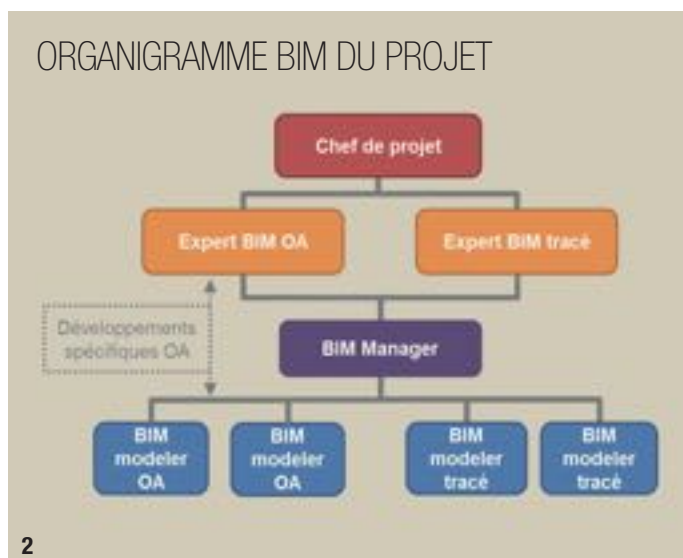 ORGANIGRAMME BIM DU PROJET
Chef de projet
Expert BIM OA
Expert BIM tracé
Développements
spécifiques OA
BIM Manager
BIM
modeler
OA
BIM
modeler
OA
BIM
modeler
tracé
BIM
modeler
tracé
2